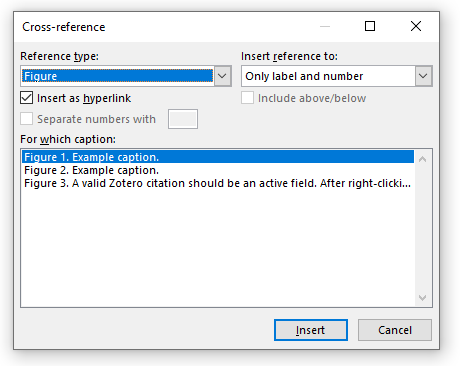 Cross-reference
Reference type:
Insert reference to:
Figure
Only label and number
Insert as hyperlink
Include above/below
Separate numbers with
For which caption:
Figure 1. Example caption.
Figure 2. Example caption.
Figure 3. A valid Zotero citation should be an active field. After right-clicki...
Insert
Cancel